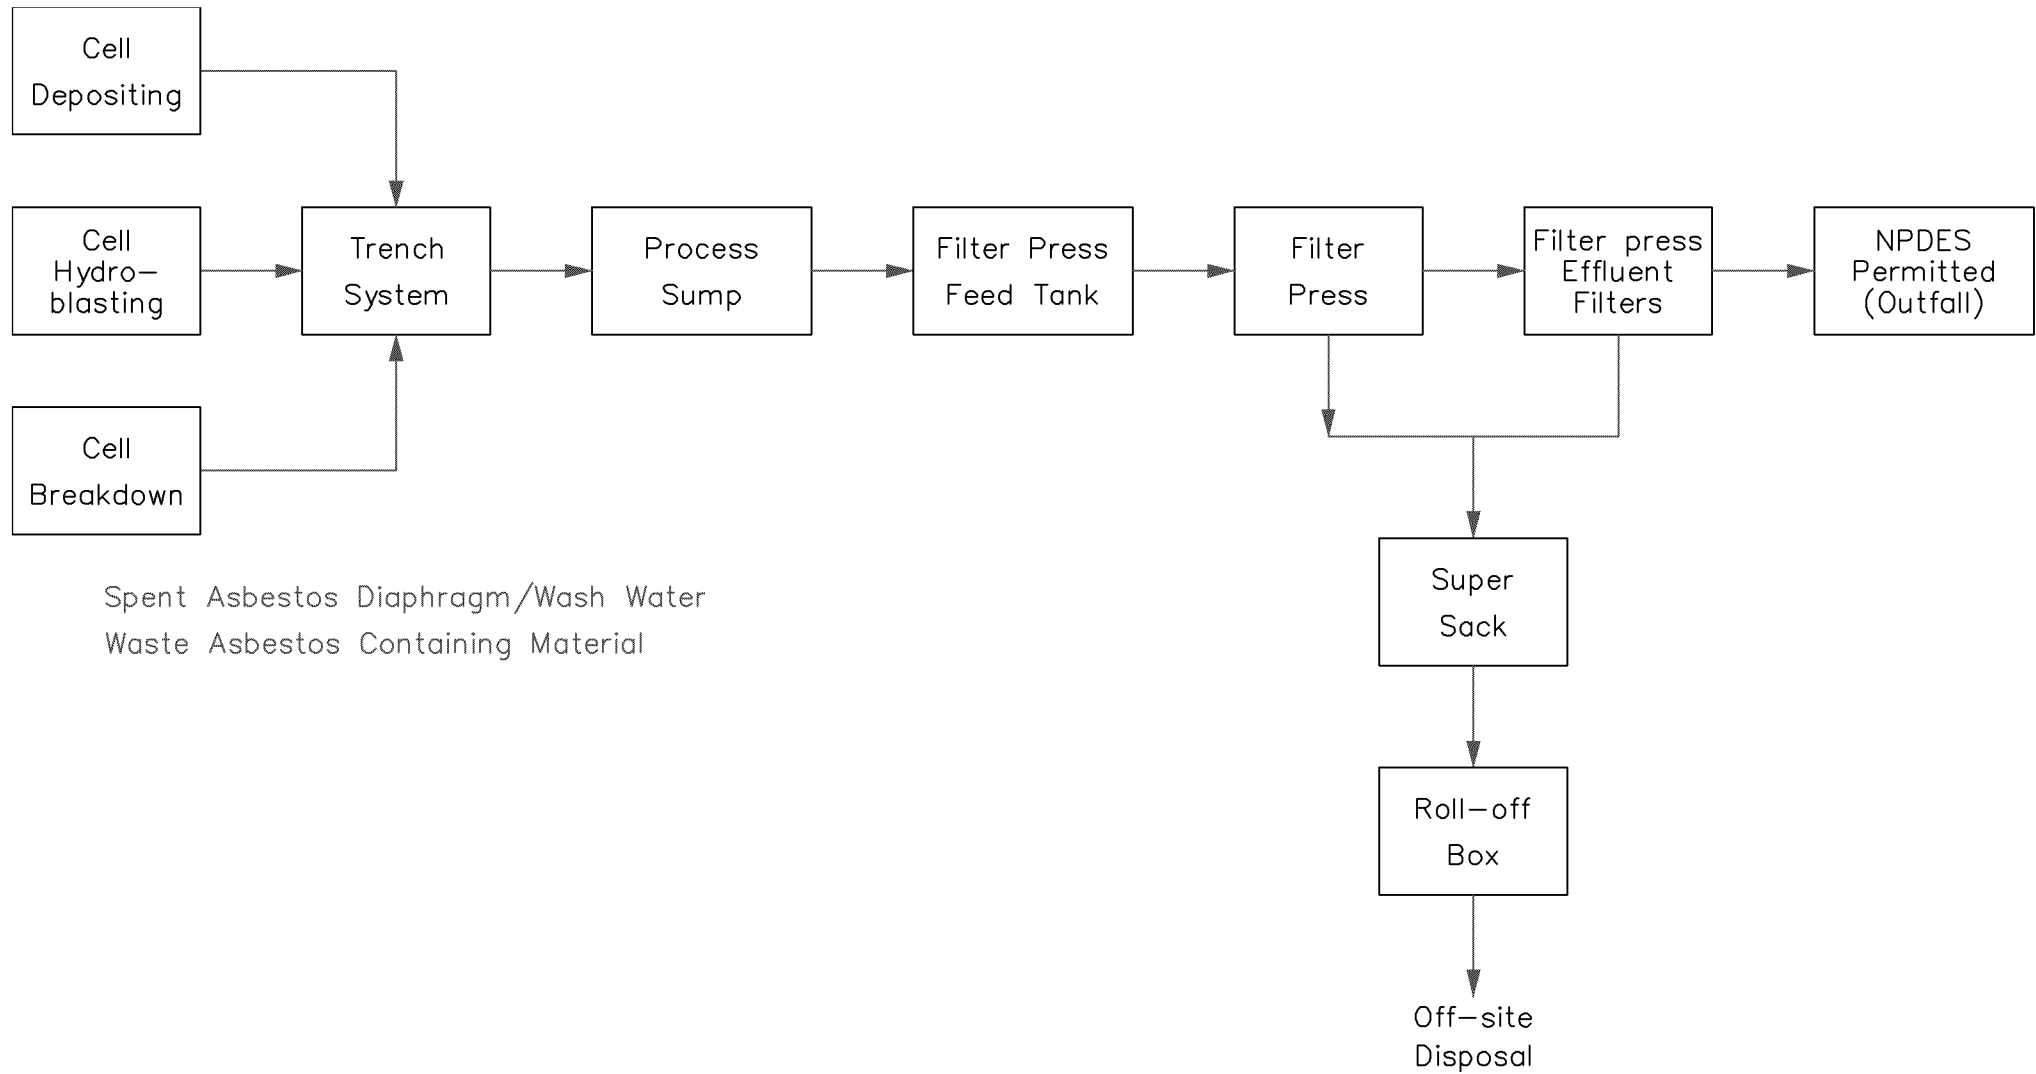 Cell
Depositing
Cell
Hydro-
blasting
Trench
System
Process
Sump
Filter Press
Feed Tank
Filter
Press
Filter press
Effluent
Filters
NPDES
Permitted
(Outfall)
Cell
Breakdown
Spent Asbestos Diaphragm/Wash Water
Waste Asbestos Containing Material
Super
Sack
Roll-off
Box
Off-site
Disposal